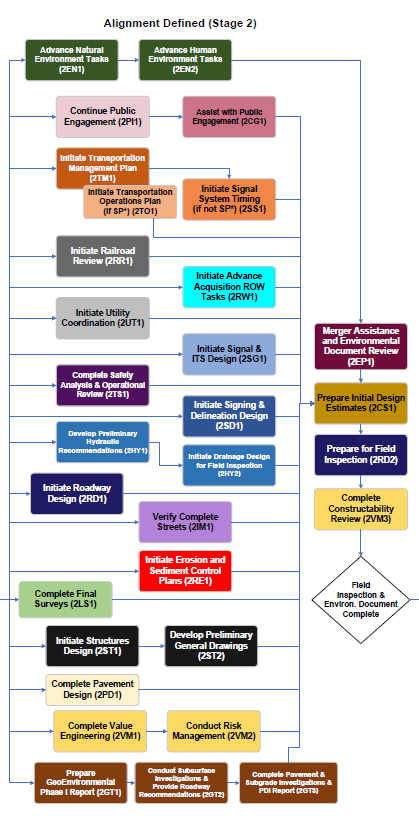 Alignment Defined (Stage 2)
Advance Natural
Environment Tasks
(2EN1)
Advance Human
Environment Tasks
(2EN2)
Continue Public
Engagement (2PI1)
Assist with Public
Engagement (2CG1)
Initiate Transportation
Management Plan
(2TM1)
Initiate Transportation
Operations Plan
(if SP*) (2TO1)
Initiate Signal
System Timing
(if not SP*) (2SS1)
Initiate Railroad
Review (2RR1)
Initiate Advance
Acquisition ROW
Tasks (2RW1)
Initiate Utility
Coordination (2UT1)
Merger Assistance
and Environmental
Document Review
(2EP1)
Initiate Signal &
ITS Design (2SG1)
Complete Safety
Analysis & Operational
Review (2TS1)
Prepare Initial Design
Estimates (2CS1)
Initiate Signing &
Delineation Design
(2SD1)
Develop Preliminary
Hydraulic
Recommendations (2HY1)
Initiate Drainage Design
for Field Inspection
(2HY2)
Prepare for Field
Inspection (2RD2)
Initiate Roadway
Design (2RD1)
Verify Complete
Streets (2IM1)
Complete
Constructability
Review (2VM3)
Initiate Erosion and
Sediment Control
Plans (2RE1)
Complete Final
Surveys (2LS1)
Field
Inspection &
Environ. Document
Complete
Initiate Structures
Design (2ST1)
Develop Preliminary
General Drawings
(2ST2)
Complete Pavement
Design (2PD1)
Complete Value
Engineering (2VM1)
Conduct Risk
Management (2VM2)
Prepare
GeoEnvironmental
Phase I Report (2GT1)
Conduct Subsurface
Investigations &
Provide Roadway
Recommendations (2GT2)
Complete Pavement &
Subgrade Investigations &
PDI Report (2GT3)